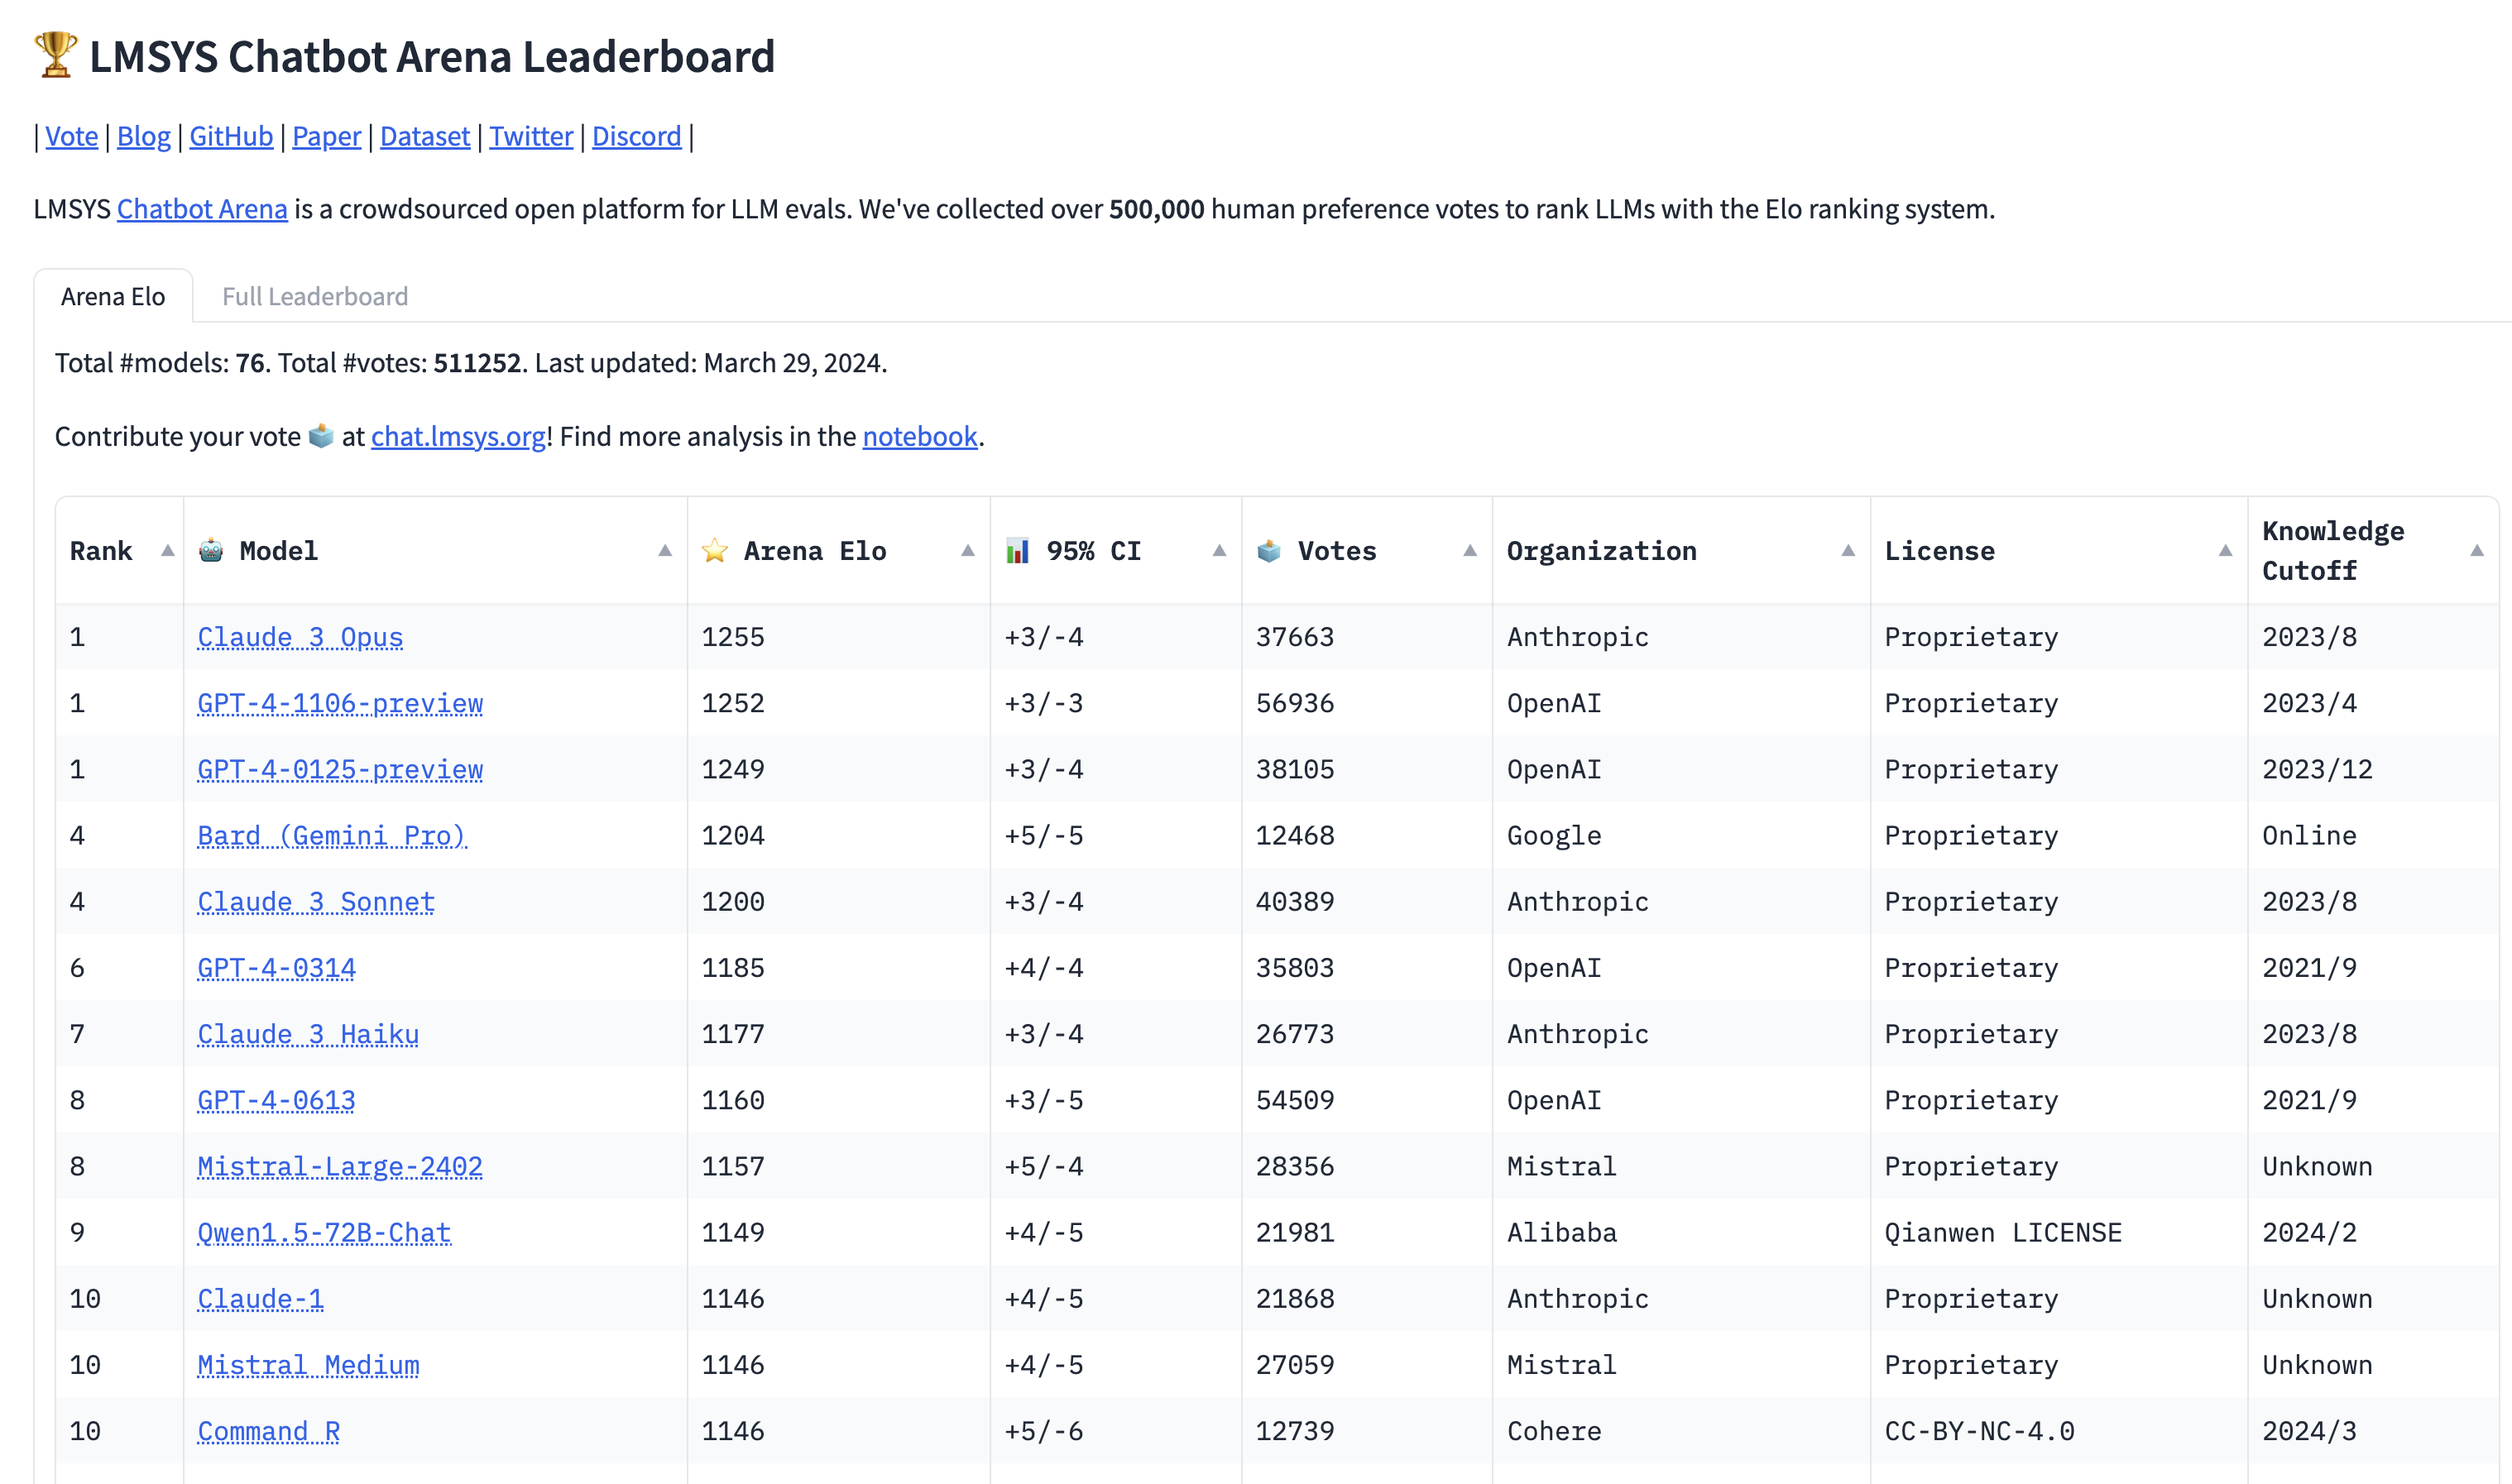 🏆 LMSYS Chatbot Arena Leaderboard
| Vote | Blog | GitHub | Paper | Dataset | Twitter | Discord |
LMSYS Chatbot Arena is a crowdsourced open platform for LLM evals. We've collected over 500,000 human preference votes to rank LLMs with the Elo ranking system.
Arena Elo Full Leaderboard
Total #models: 76. Total #votes: 511252. Last updated: March 29, 2024.
Contribute your vote 🗳️ at chat.lmsys.org! Find more analysis in the notebook.
Rank 🤖 Model ⭐ Arena Elo 📊 95% CI 🗳️ Votes Organization License Knowledge Cutoff
1 Claude 3 Opus 1255 +3/-4 37663 Anthropic Proprietary 2023/8
1 GPT-4-1106-preview 1252 +3/-3 56936 OpenAI Proprietary 2023/4
1 GPT-4-0125-preview 1249 +3/-4 38105 OpenAI Proprietary 2023/12
4 Bard (Gemini Pro) 1204 +5/-5 12468 Google Proprietary Online
4 Claude 3 Sonnet 1200 +3/-4 40389 Anthropic Proprietary 2023/8
6 GPT-4-0314 1185 +4/-4 35803 OpenAI Proprietary 2021/9
7 Claude 3 Haiku 1177 +3/-4 26773 Anthropic Proprietary 2023/8
8 GPT-4-0613 1160 +3/-5 54509 OpenAI Proprietary 2021/9
8 Mistral-Large-2402 1157 +5/-4 28356 Mistral Proprietary Unknown
9 Qwen1.5-72B-Chat 1149 +4/-5 21981 Alibaba Qianwen LICENSE 2024/2
10 Claude-1 1146 +4/-5 21868 Anthropic Proprietary Unknown
10 Mistral Medium 1146 +4/-5 27059 Mistral Proprietary Unknown
10 Command R 1146 +5/-6 12739 Cohere CC-BY-NC-4.0 2024/3